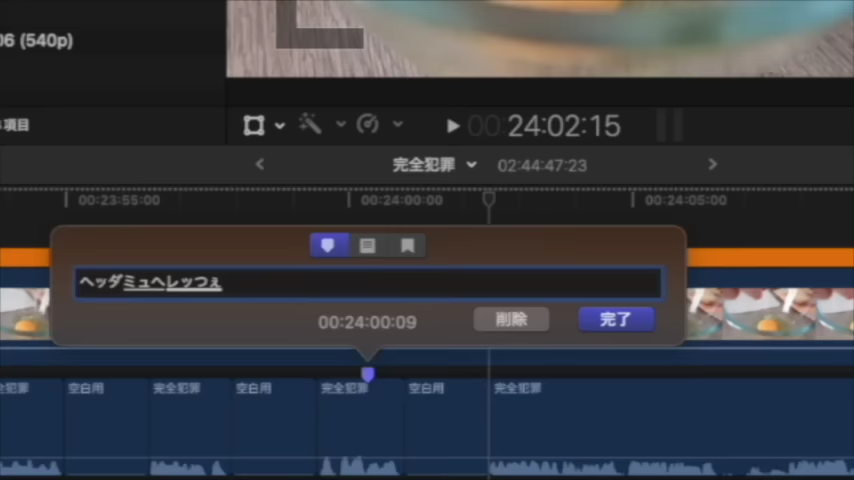 06 (540p)
項目
00:24:02:15
完全犯罪 02:44:47:23
00:23:55:00 00:24:00:00 00:24:05:00
ヘッダミュヘレッつぇ
00:24:00:09 削除 完了
全犯罪 空白用 完全犯罪 空白用 完全犯罪 空白用 完全犯罪